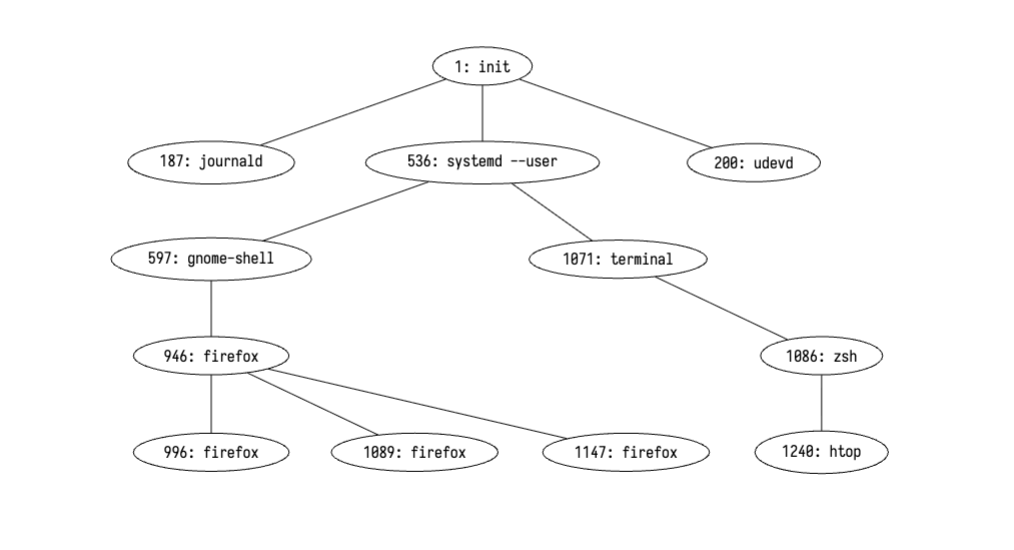 1: init
187: journald
536: systemd --user
200: udevd
597: gnome-shell
1071: terminal
946: firefox
1086: zsh
996: firefox
1089: firefox
1147: firefox
1240: htop